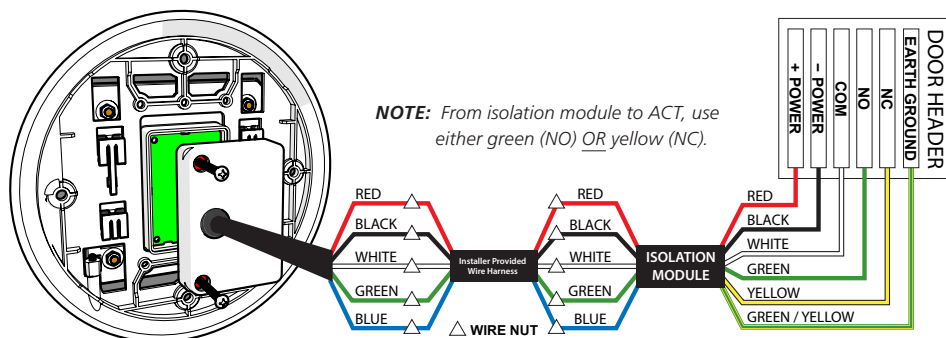 NOTE: From isolation module to ACT, use
either green (NO) OR yellow (NC).
RED
BLACK
WHITE
GREEN
BLUE
Installer Provided
Wire Harness
RED
BLACK
WHITE
GREEN
BLUE
WIRE NUT
ISOLATION
MODULE
RED
BLACK
WHITE
GREEN
YELLOW
GREEN / YELLOW
+ POWER
– POWER
COM
NO
NC
EARTH GROUND
DOOR HEADER